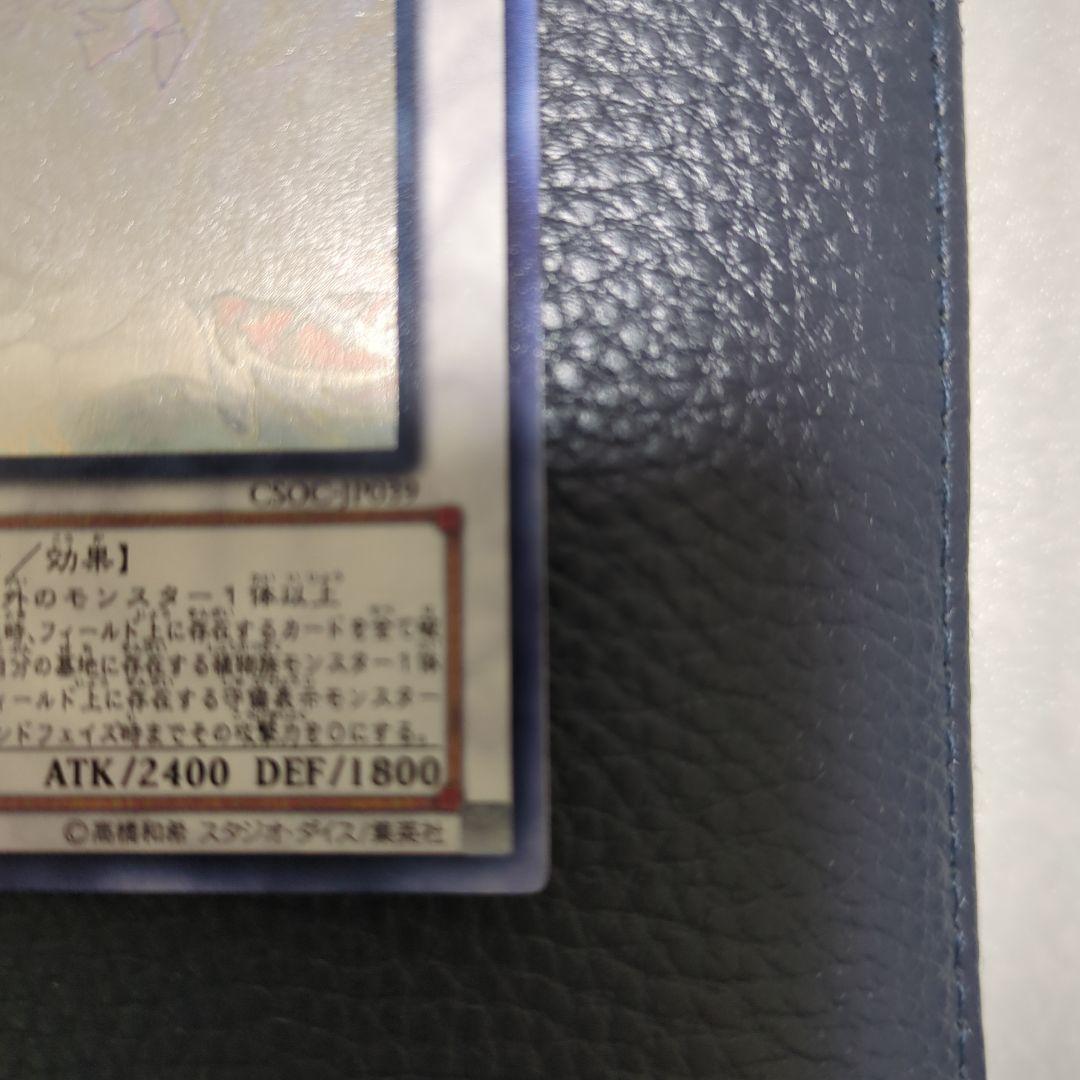 CSOC-JP039
／効果】
外のモンスター１体以上
時、フィールド上に存在するカードを全て破
自分の墓地に存在する植物族モンスター１体
ィールド上に存在する守備表示モンスター
ンドフェイズ時までその攻撃力を０にする。
ATK/2400 DEF/1800
©高橋和希 スタジオ・ダイス/集英社